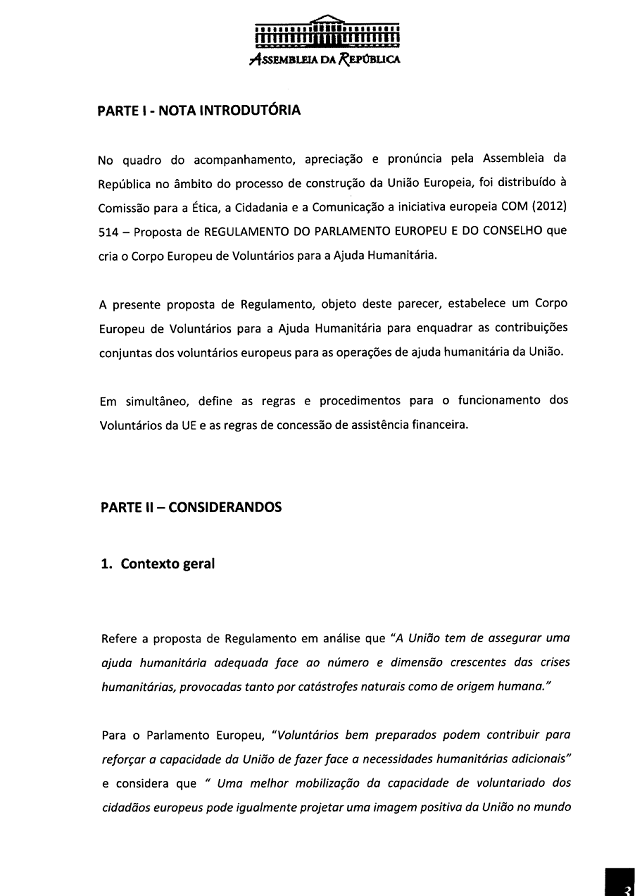 ASSEMBLEIA DA REPÚBLICA
PARTE I - NOTA INTRODUTÓRIA
No quadro do acompanhamento, apreciação e pronúncia pela Assembleia da
República no âmbito do processo de construção da União Europeia, foi distribuído à
Comissão para a Ética, a Cidadania e a Comunicação a iniciativa europeia COM (2012)
514 – Proposta de REGULAMENTO DO PARLAMENTO EUROPEU E DO CONSELHO que
cria o Corpo Europeu de Voluntários para a Ajuda Humanitária.
A presente proposta de Regulamento, objeto deste parecer, estabelece um Corpo
Europeu de Voluntários para a Ajuda Humanitária para enquadrar as contribuições
conjuntas dos voluntários europeus para as operações de ajuda humanitária da União.
Em simultâneo, define as regras e procedimentos para o funcionamento dos
Voluntários da UE e as regras de concessão de assistência financeira.
PARTE II – CONSIDERANDOS
1. Contexto geral
Refere a proposta de Regulamento em análise que "A União tem de assegurar uma
ajuda humanitária adequada face ao número e dimensão crescentes das crises
humanitárias, provocadas tanto por catástrofes naturais como de origem humana."
Para o Parlamento Europeu, "Voluntários bem preparados podem contribuir para
reforçar a capacidade da União de fazer face a necessidades humanitárias adicionais"
e considera que " Uma melhor mobilização da capacidade de voluntariado dos
cidadãos europeus pode igualmente projetar uma imagem positiva da União no mundo
3